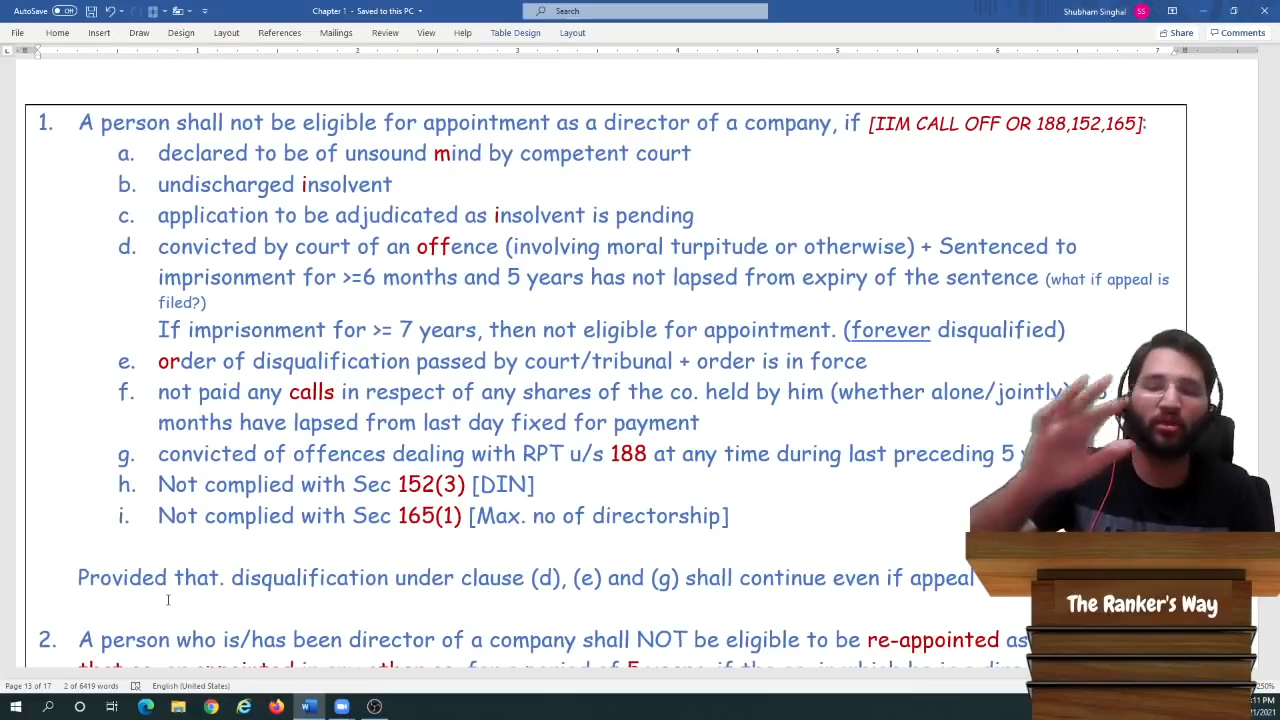 AutoSave Off Chapter 1 - Saved to this PC Search Shubham Singhal SS
File Home Insert Draw Design Layout References Mailings Review View Help Table Design Layout Share Comments
1 2 3 4 5 6 7
1. A person shall not be eligible for appointment as a director of a company, if [IIM CALL OFF OR 188,152,165]:
a. declared to be of unsound mind by competent court
b. undischarged insolvent
c. application to be adjudicated as insolvent is pending
d. convicted by court of an offence (involving moral turpitude or otherwise) + Sentenced to
imprisonment for >=6 months and 5 years has not lapsed from expiry of the sentence (what if appeal is
filed?)
If imprisonment for >= 7 years, then not eligible for appointment. (forever disqualified)
e. order of disqualification passed by court/tribunal + order is in force
f. not paid any calls in respect of any shares of the co. held by him (whether alone/jointly)
months have lapsed from last day fixed for payment
g. convicted of offences dealing with RPT u/s 188 at any time during last preceding 5
h. Not complied with Sec 152(3) [DIN]
i. Not complied with Sec 165(1) [Max. no of directorship]
Provided that. disqualification under clause (d), (e) and (g) shall continue even if appeal
The Ranker's Way
2. A person who is/has been director of a company shall NOT be eligible to be re-appointed as
Page 13 of 17 2 of 6419 words English (United States)